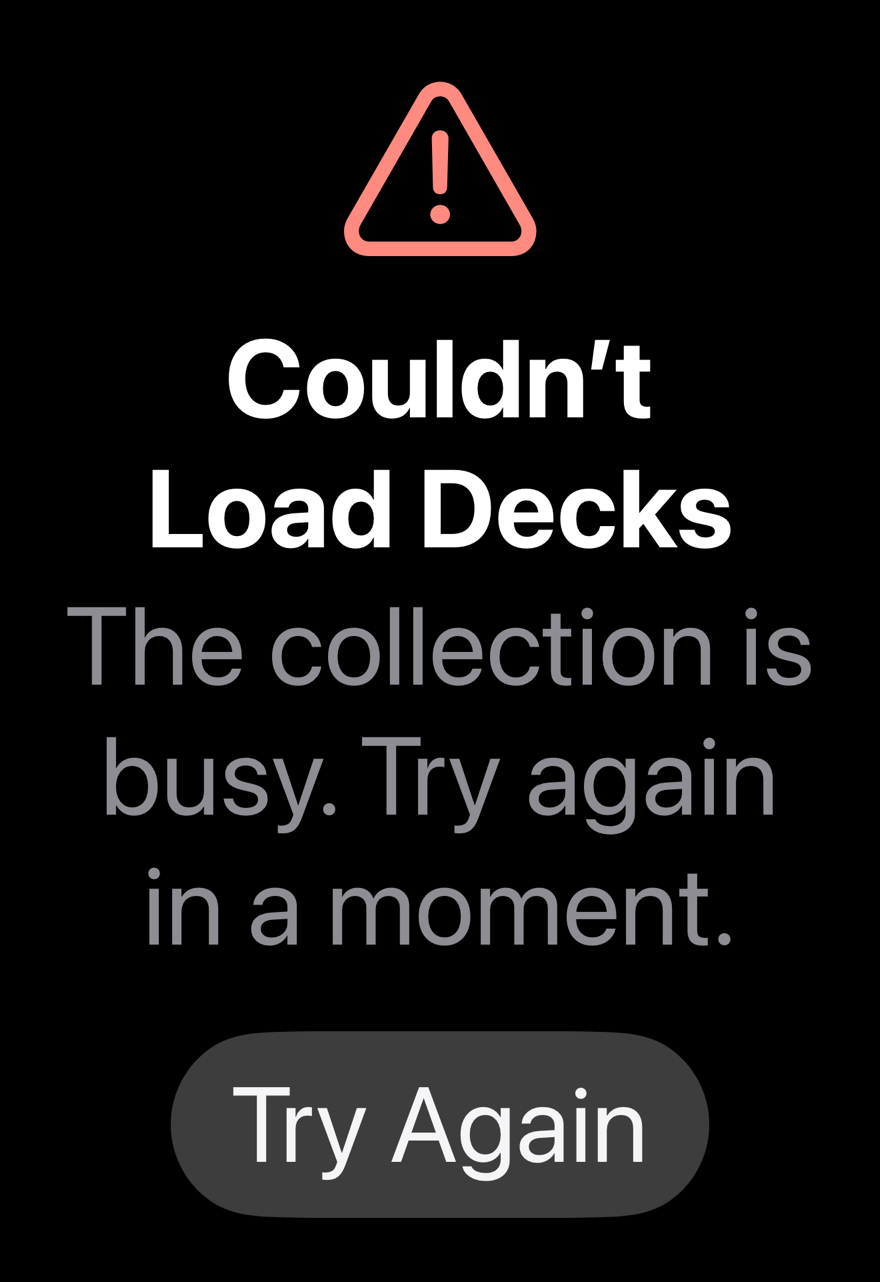 Couldn’t
Load Decks
The collection is
busy. Try again
in a moment.
Try Again